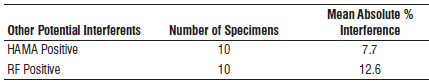 Mean Absolute %
Other Potential Interferents Number of Specimens Interference
HAMA Positive 10 7.7
RF Positive 10 12.6